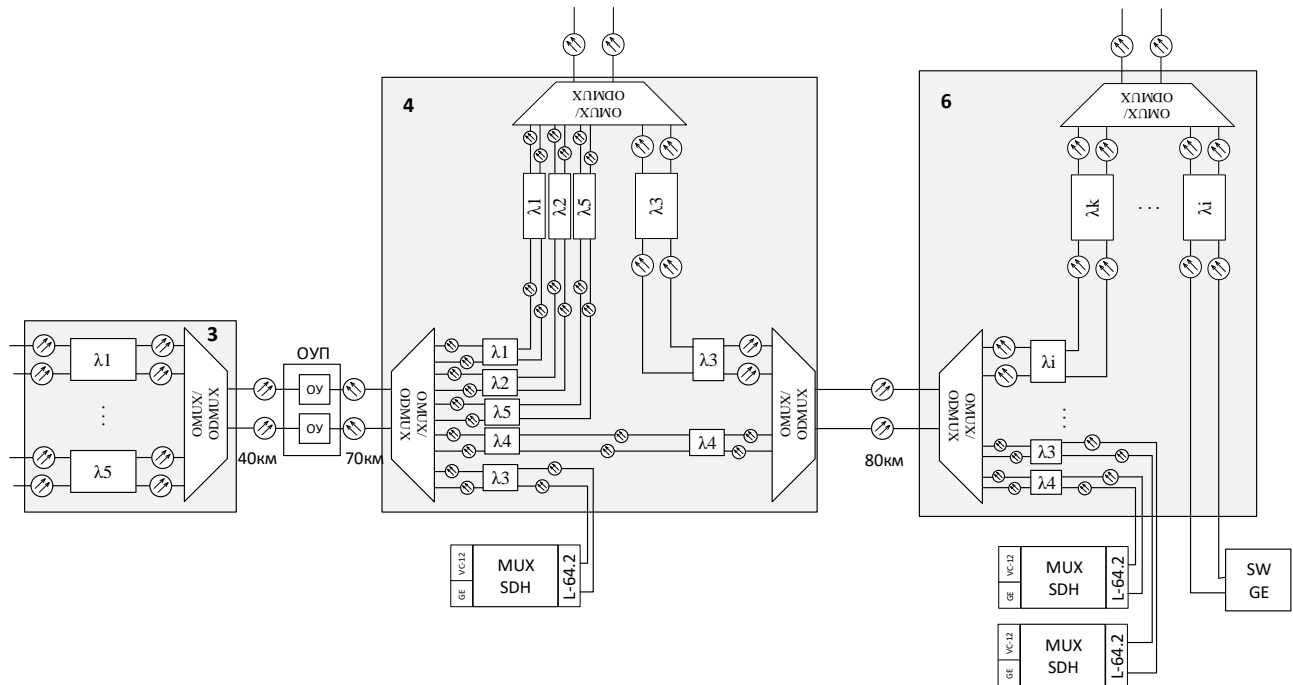 4
OMUX/
ODMUX
λ1
λ2
λ5
λ3
6
OMUX/
ODMUX
λk
. . .
λi
3
λ1
. . .
λ5
OMUX/
ODMUX
ОУП
ОУ
ОУ
40км
70км
OMUX/
ODMUX
λ1
λ2
λ5
λ4
λ3
λ3
λ4
OMUX/
ODMUX
80км
OMUX/
ODMUX
λi
. . .
λ3
λ4
VC-12
GE
MUX
SDH
L-64.2
VC-12
GE
MUX
SDH
L-64.2
SW
GE
VC-12
GE
MUX
SDH
L-64.2